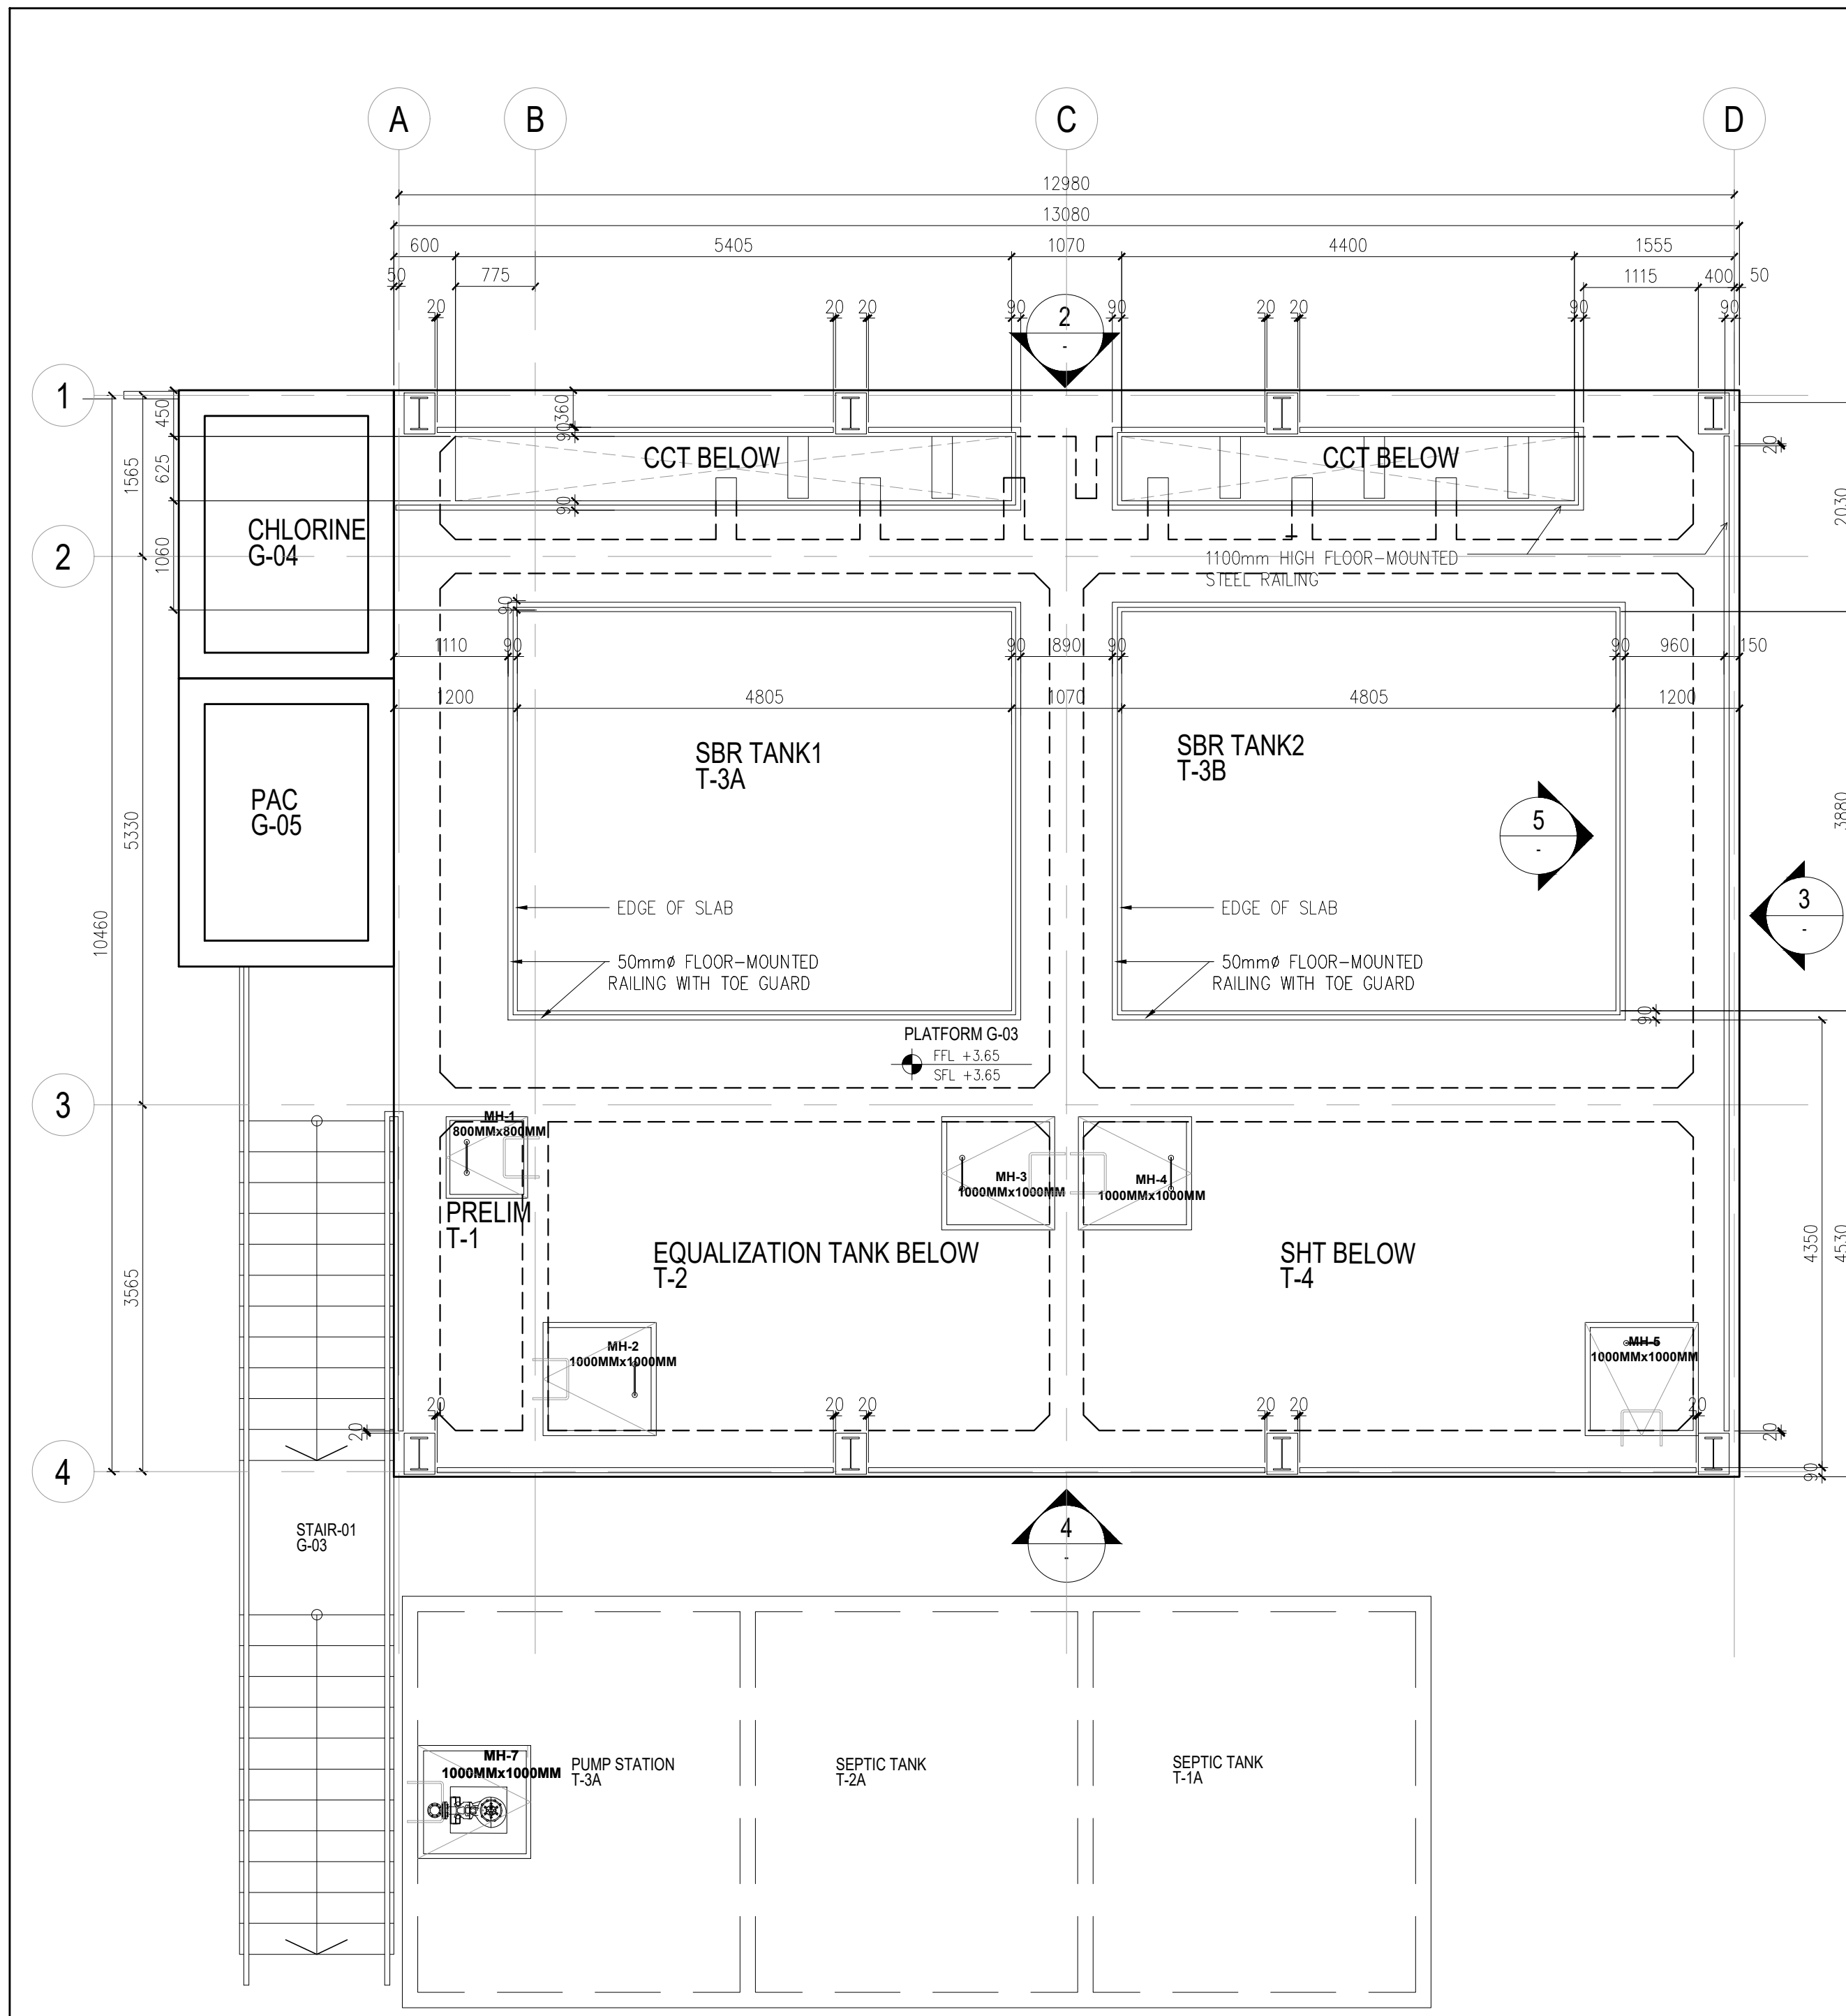 A
B
C
D
12980
13080
600
5405
1070
4400
1555
50
775
1115
400
50
20
20
20
90
90
20
20
90
90
2
-
1
450
360
90
20
CCT BELOW
CCT BELOW
1565
625
90
2030
CHLORINE
G-04
2
1060
1100mm HIGH FLOOR-MOUNTED
STEEL RAILING
90
1110
90
90
890
90
90
960
150
1200
4805
1070
4805
1200
SBR TANK1
T-3A
SBR TANK2
T-3B
PAC
G-05
5330
5
-
3880
3
-
10460
EDGE OF SLAB
EDGE OF SLAB
50mmø FLOOR-MOUNTED
RAILING WITH TOE GUARD
50mmø FLOOR-MOUNTED
RAILING WITH TOE GUARD
90
PLATFORM G-03
FFL +3.65
SFL +3.65
3
MH-1
800MMx800MM
MH-3
1000MMx1000MM
MH-4
1000MMx1000MM
PRELIM
T-1
EQUALIZATION TANK BELOW
T-2
SHT BELOW
T-4
3565
4350
4530
MH-2
1000MMx1000MM
MH-5
1000MMx1000MM
20
20
20
20
20
20
20
20
4
90
STAIR-01
G-03
4
-
MH-7
1000MMx1000MM
PUMP STATION
T-3A
SEPTIC TANK
T-2A
SEPTIC TANK
T-1A